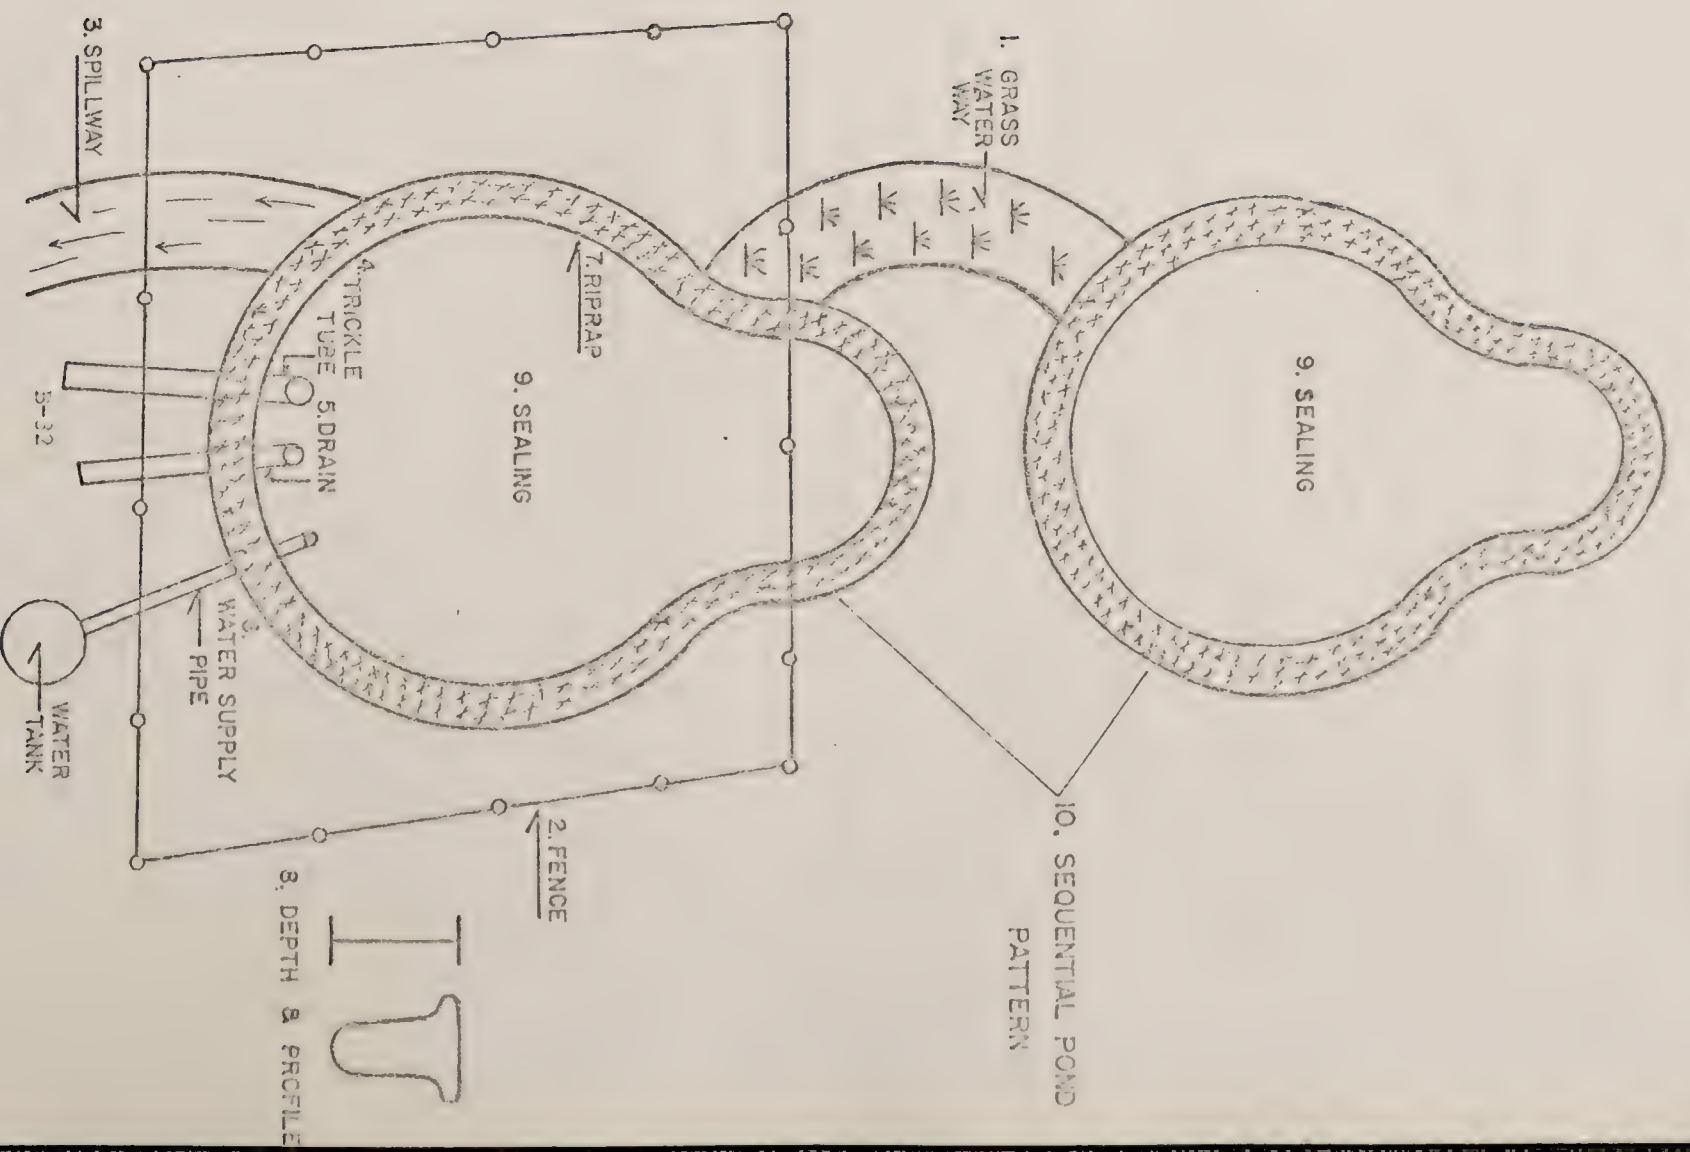 1. GRASS
WATER
WAY
3. SPILLWAY
7. RIPRAP
4. TRICKLE
TUBE
5. DRAIN
9. SEALING
9. SEALING
B-32
WATER SUPPLY
PIPE
WATER
TANK
2. FENCE
10. SEQUENTIAL POND
PATTERN
8. DEPTH & PROFILE